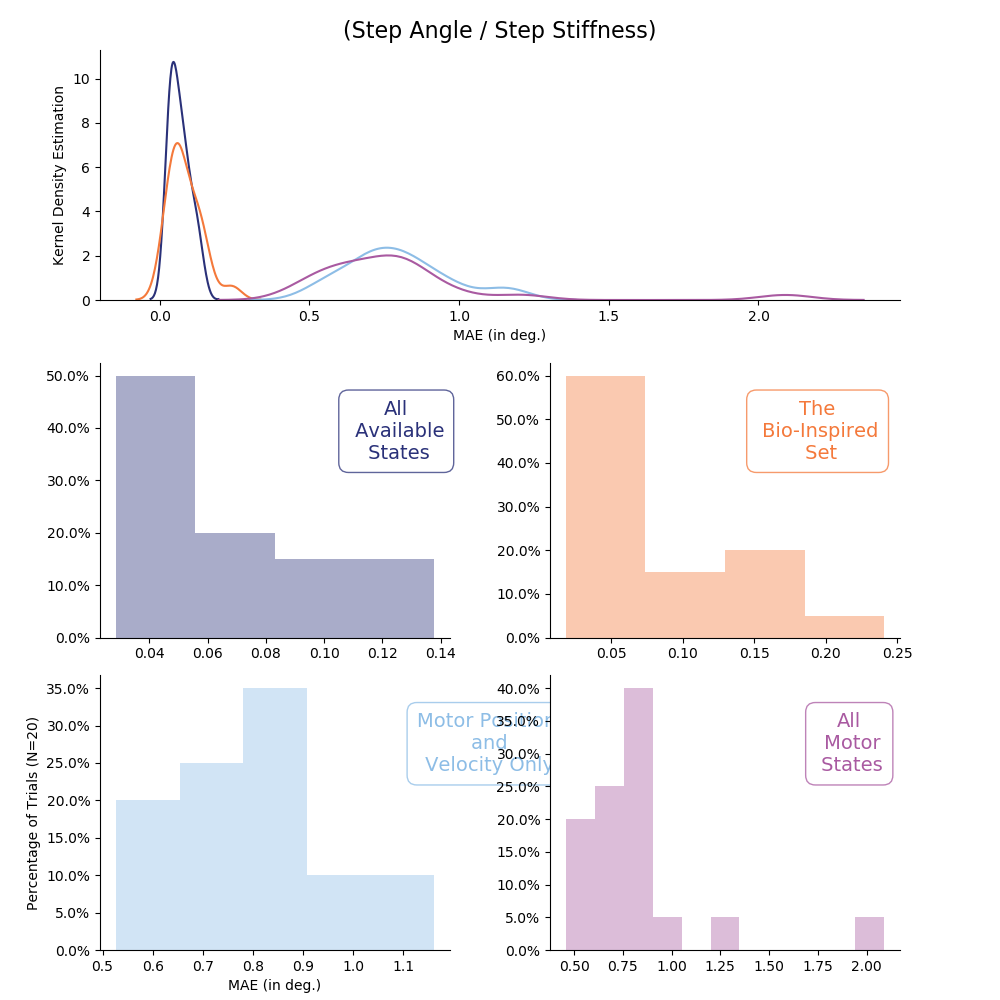 (Step Angle / Step Stiffness)
Kernel Density Estimation
10
8
6
4
2
0
0.0 0.5 1.0 1.5 2.0
MAE (in deg.)
50.0%
40.0%
30.0%
20.0%
10.0%
0.0%
All
Available
States
0.04 0.06 0.08 0.10 0.12 0.14
60.0%
50.0%
40.0%
30.0%
20.0%
10.0%
0.0%
The
Bio-Inspired
Set
0.05 0.10 0.15 0.20 0.25
Percentage of Trials (N=20)
35.0%
30.0%
25.0%
20.0%
15.0%
10.0%
5.0%
0.0%
Motor Position
and
Velocity Only
0.5 0.6 0.7 0.8 0.9 1.0 1.1
MAE (in deg.)
40.0%
35.0%
30.0%
25.0%
20.0%
15.0%
10.0%
5.0%
0.0%
All
Motor
States
0.50 0.75 1.00 1.25 1.50 1.75 2.00